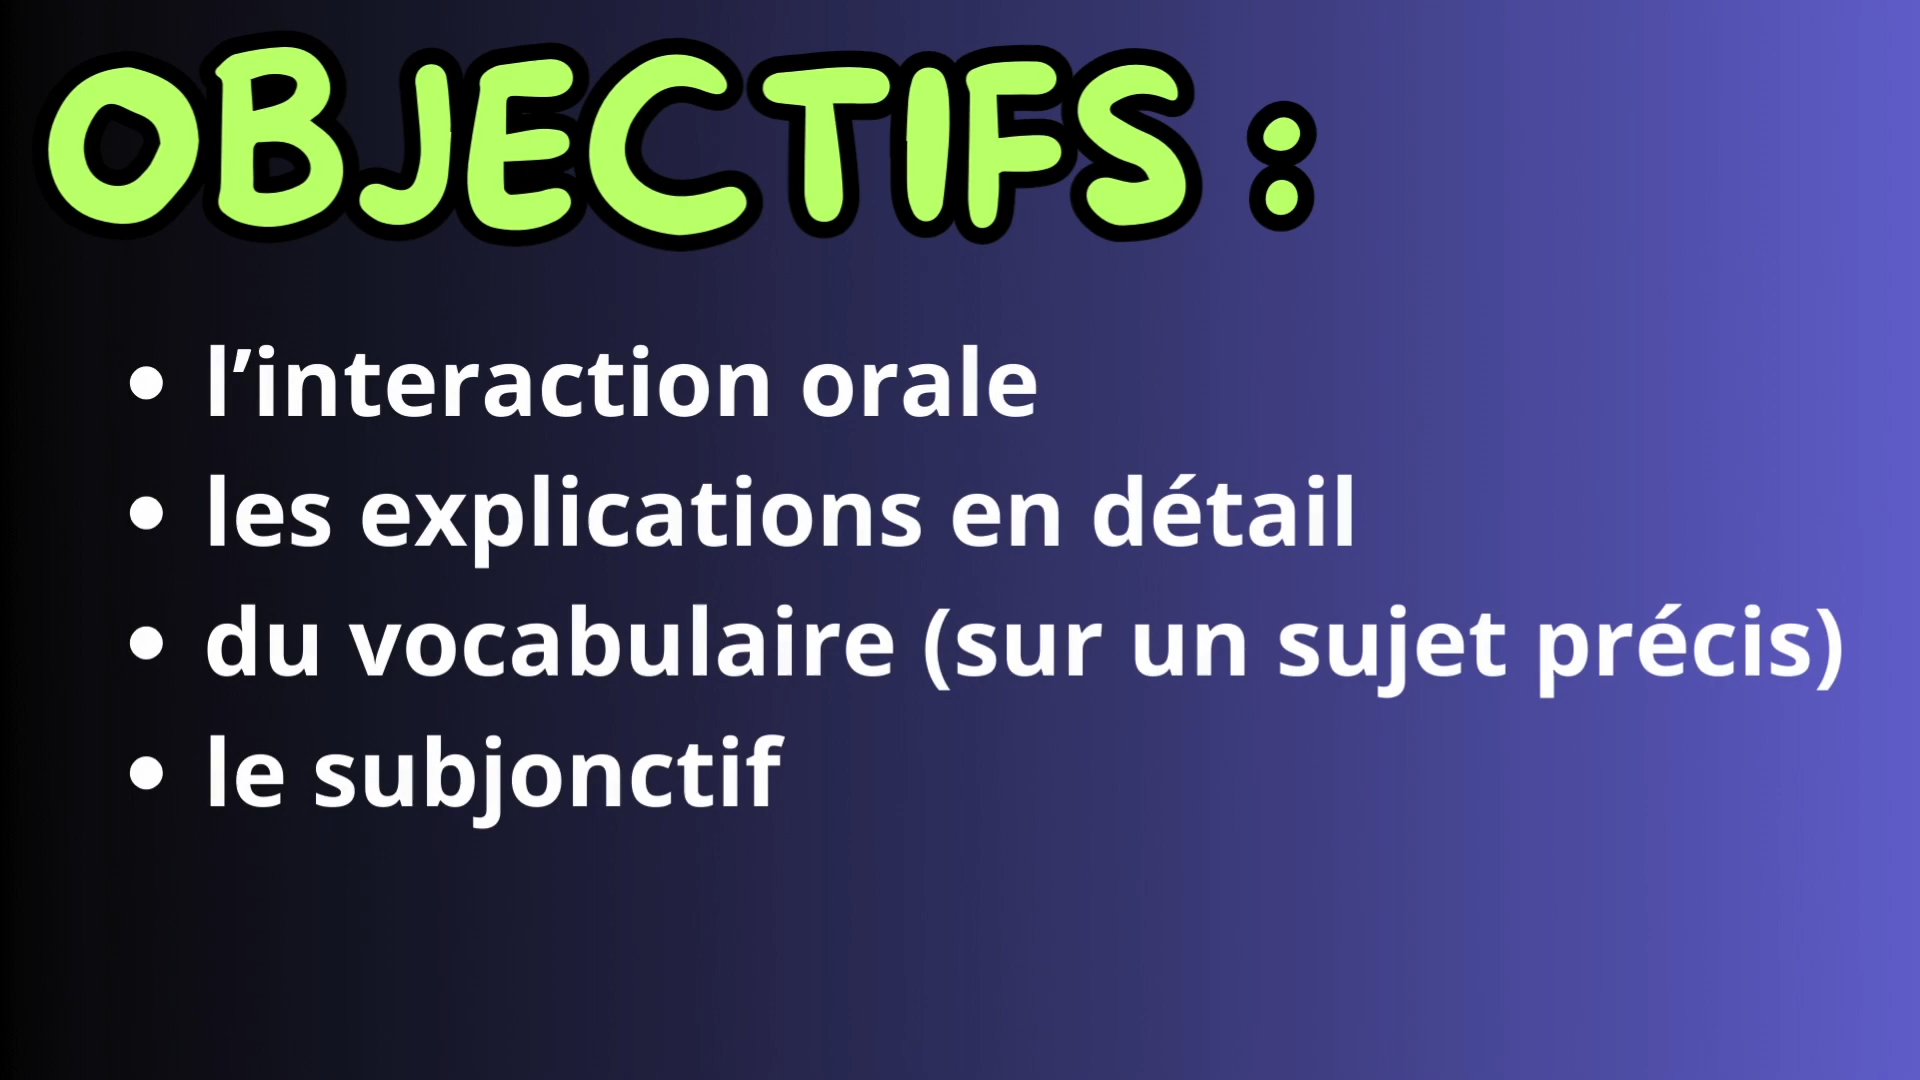 OBJECTIFS :
• l’interaction orale
• les explications en détail
• du vocabulaire (sur un sujet précis)
• le subjonctif